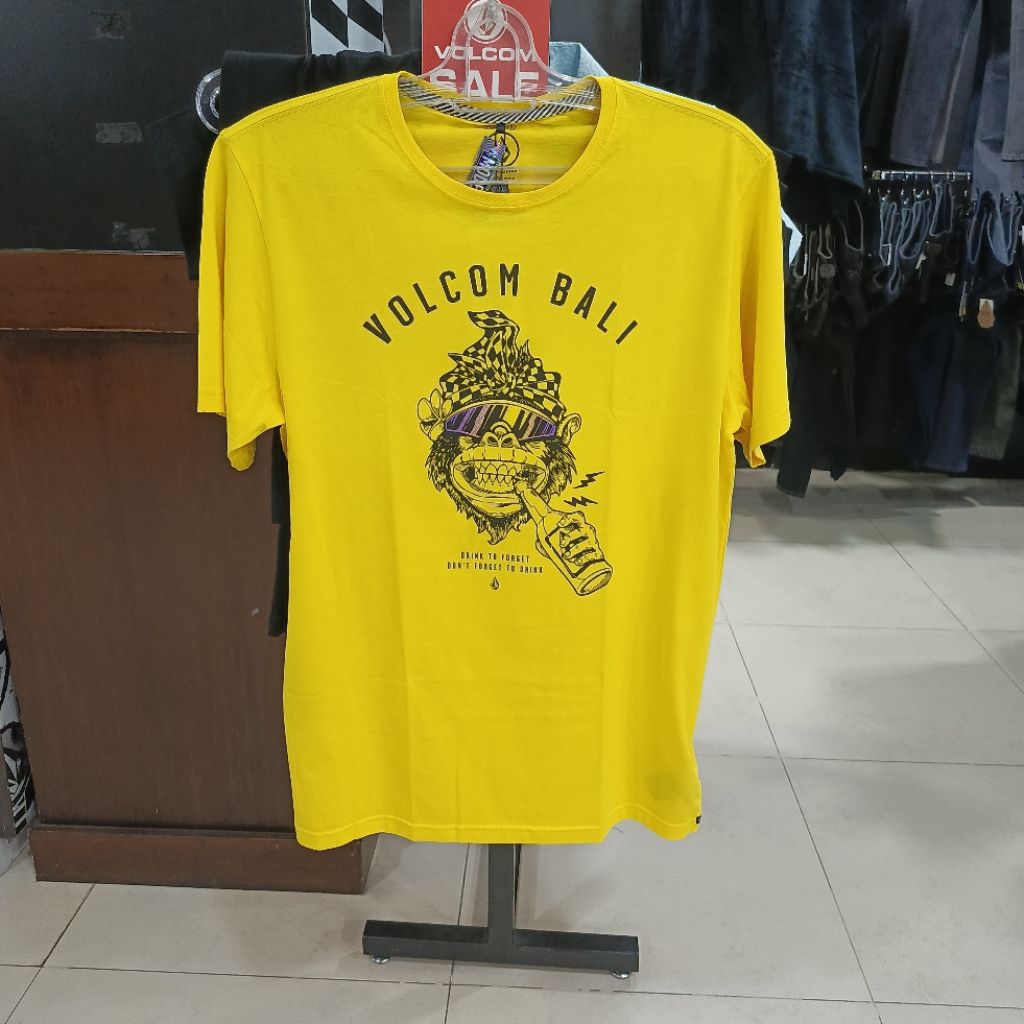 VOLCOM
SALE
VOLCOM BALI
DRINK TO FORGET
DON'T FORGET TO DRINK